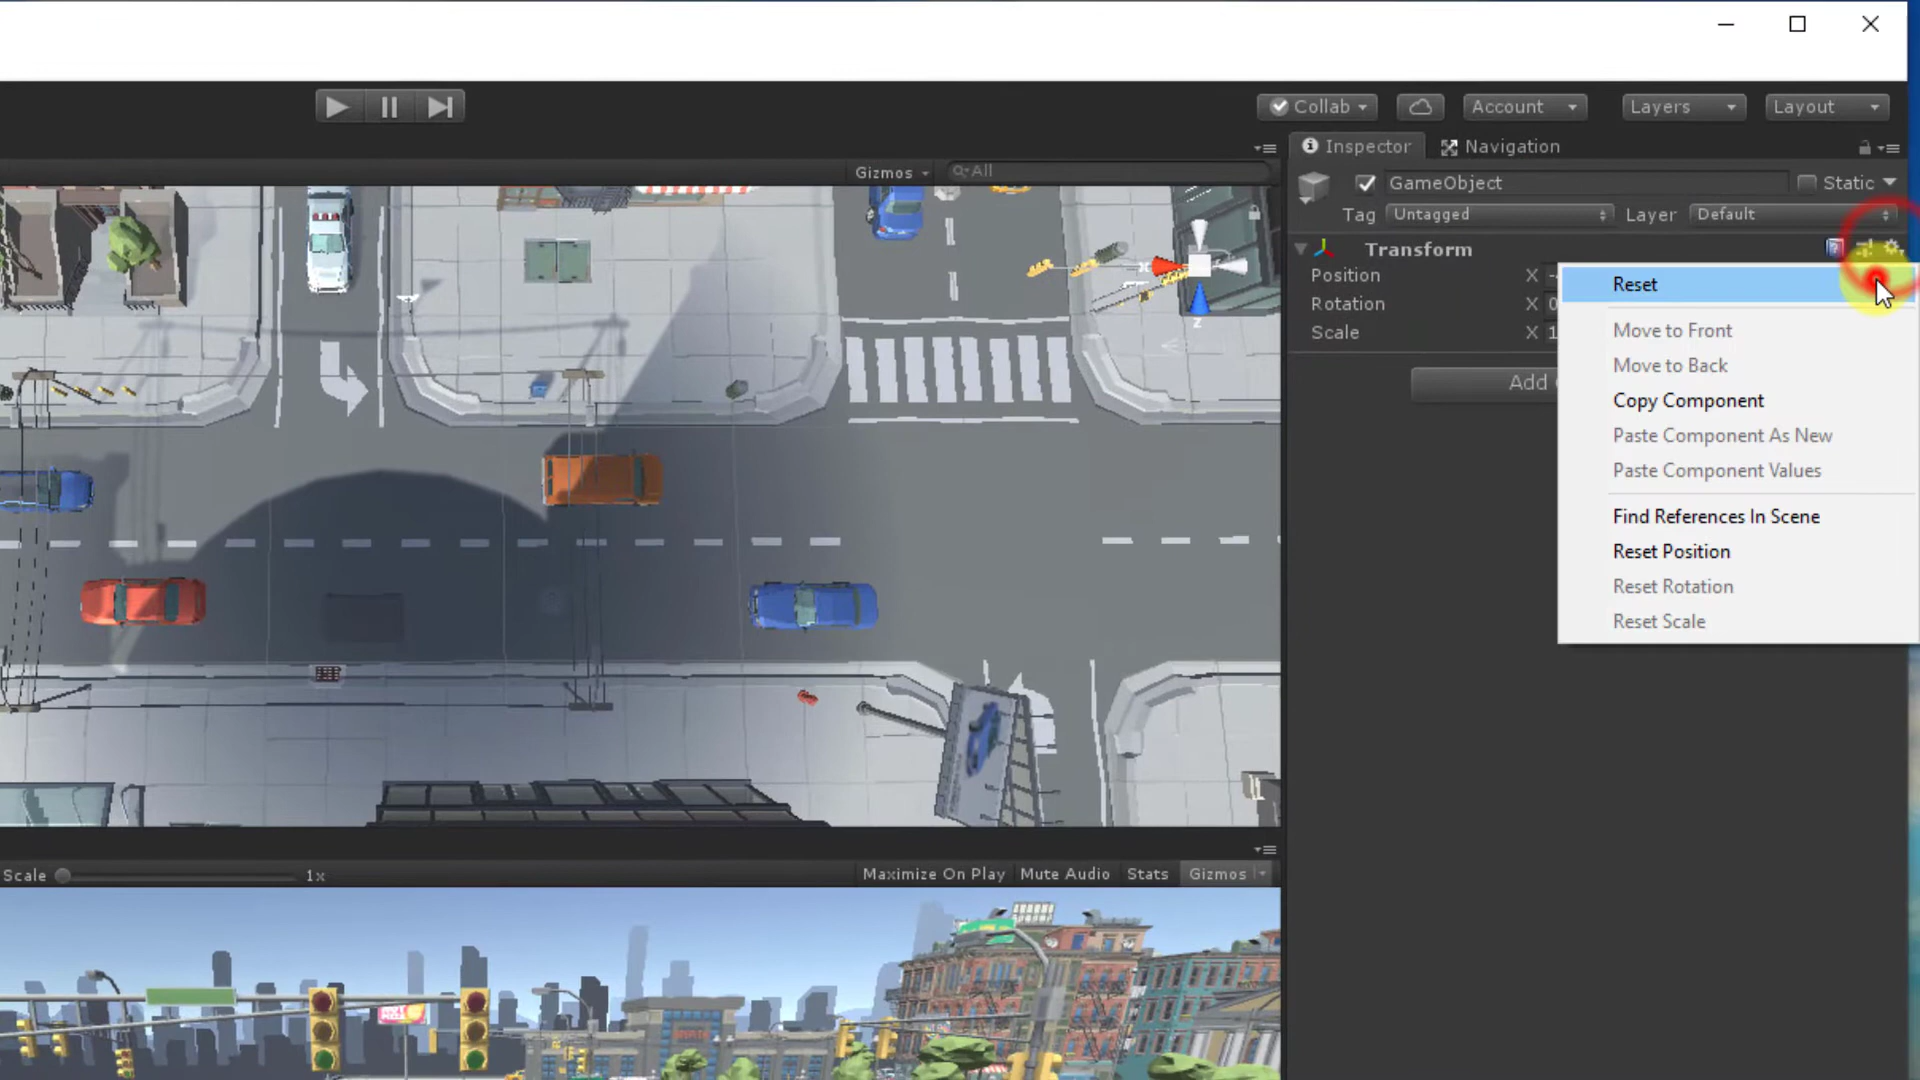 Collab
Account
Layers
Layout
Inspector
Navigation
Gizmos
All
GameObject
Static
Tag
Untagged
Layer
Default
Transform
Position
X
-
Rotation
X 0
Scale
X 1
Add
Reset
Move to Front
Move to Back
Copy Component
Paste Component As New
Paste Component Values
Find References In Scene
Reset Position
Reset Rotation
Reset Scale
X
Z
Scale
1x
Maximize On Play
Mute Audio
Stats
Gizmos